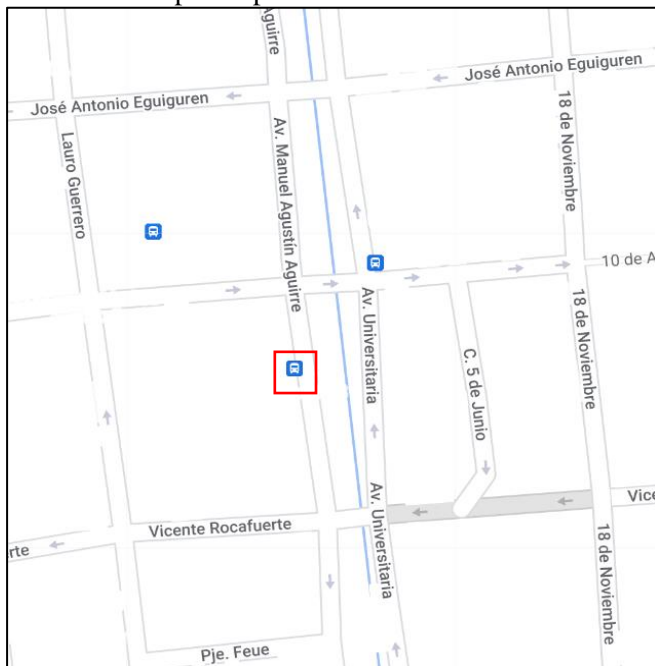 Aguirre
José Antonio Eguiguren
José Antonio Eguiguren
18 de Noviembre
Av. Manuel Agustín Aguirre
Lauro Guerrero
10 de A
Av. Universitaria
18 de Noviembre
C. 5 de Junio
Vice
Av. Universitaria
Vicente Rocafuerte
rte
18 de Noviembre
Pje. Feue